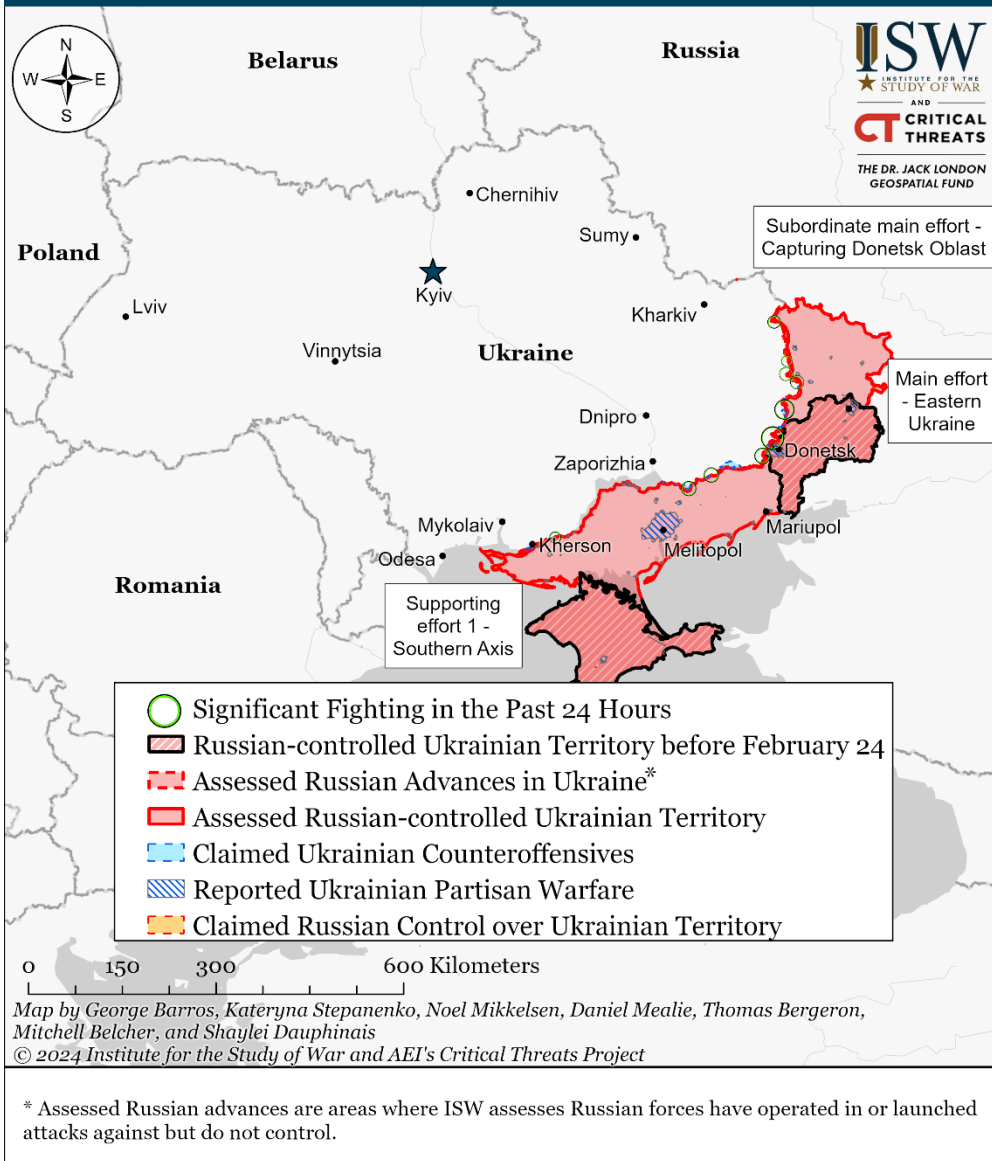 N
W
E
S
Belarus
Russia
ISW
INSTITUTE FOR THE
STUDY OF WAR
AND
CT CRITICAL
THREATS
THE DR. JACK LONDON
GEOSPATIAL FUND
Chernihiv
Subordinate main effort -
Capturing Donetsk Oblast
Sumy
Poland
Kyiv
Lviv
Kharkiv
Vinnytsia
Ukraine
Main effort
- Eastern
Ukraine
Dnipro
Donetsk
Zaporizhia
Mykolaiv
Mariupol
Kherson
Melitopol
Odesa
Romania
Supporting
effort 1 -
Southern Axis
Significant Fighting in the Past 24 Hours
Russian-controlled Ukrainian Territory before February 24
Assessed Russian Advances in Ukraine*
Assessed Russian-controlled Ukrainian Territory
Claimed Ukrainian Counteroffensives
Reported Ukrainian Partisan Warfare
Claimed Russian Control over Ukrainian Territory
0 150 300 600 Kilometers
Map by George Barros, Kateryna Stepanenko, Noel Mikkelsen, Daniel Mealie, Thomas Bergeron,
Mitchell Belcher, and Shaylei Dauphinais
© 2024 Institute for the Study of War and AEI's Critical Threats Project
* Assessed Russian advances are areas where ISW assesses Russian forces have operated in or launched
attacks against but do not control.